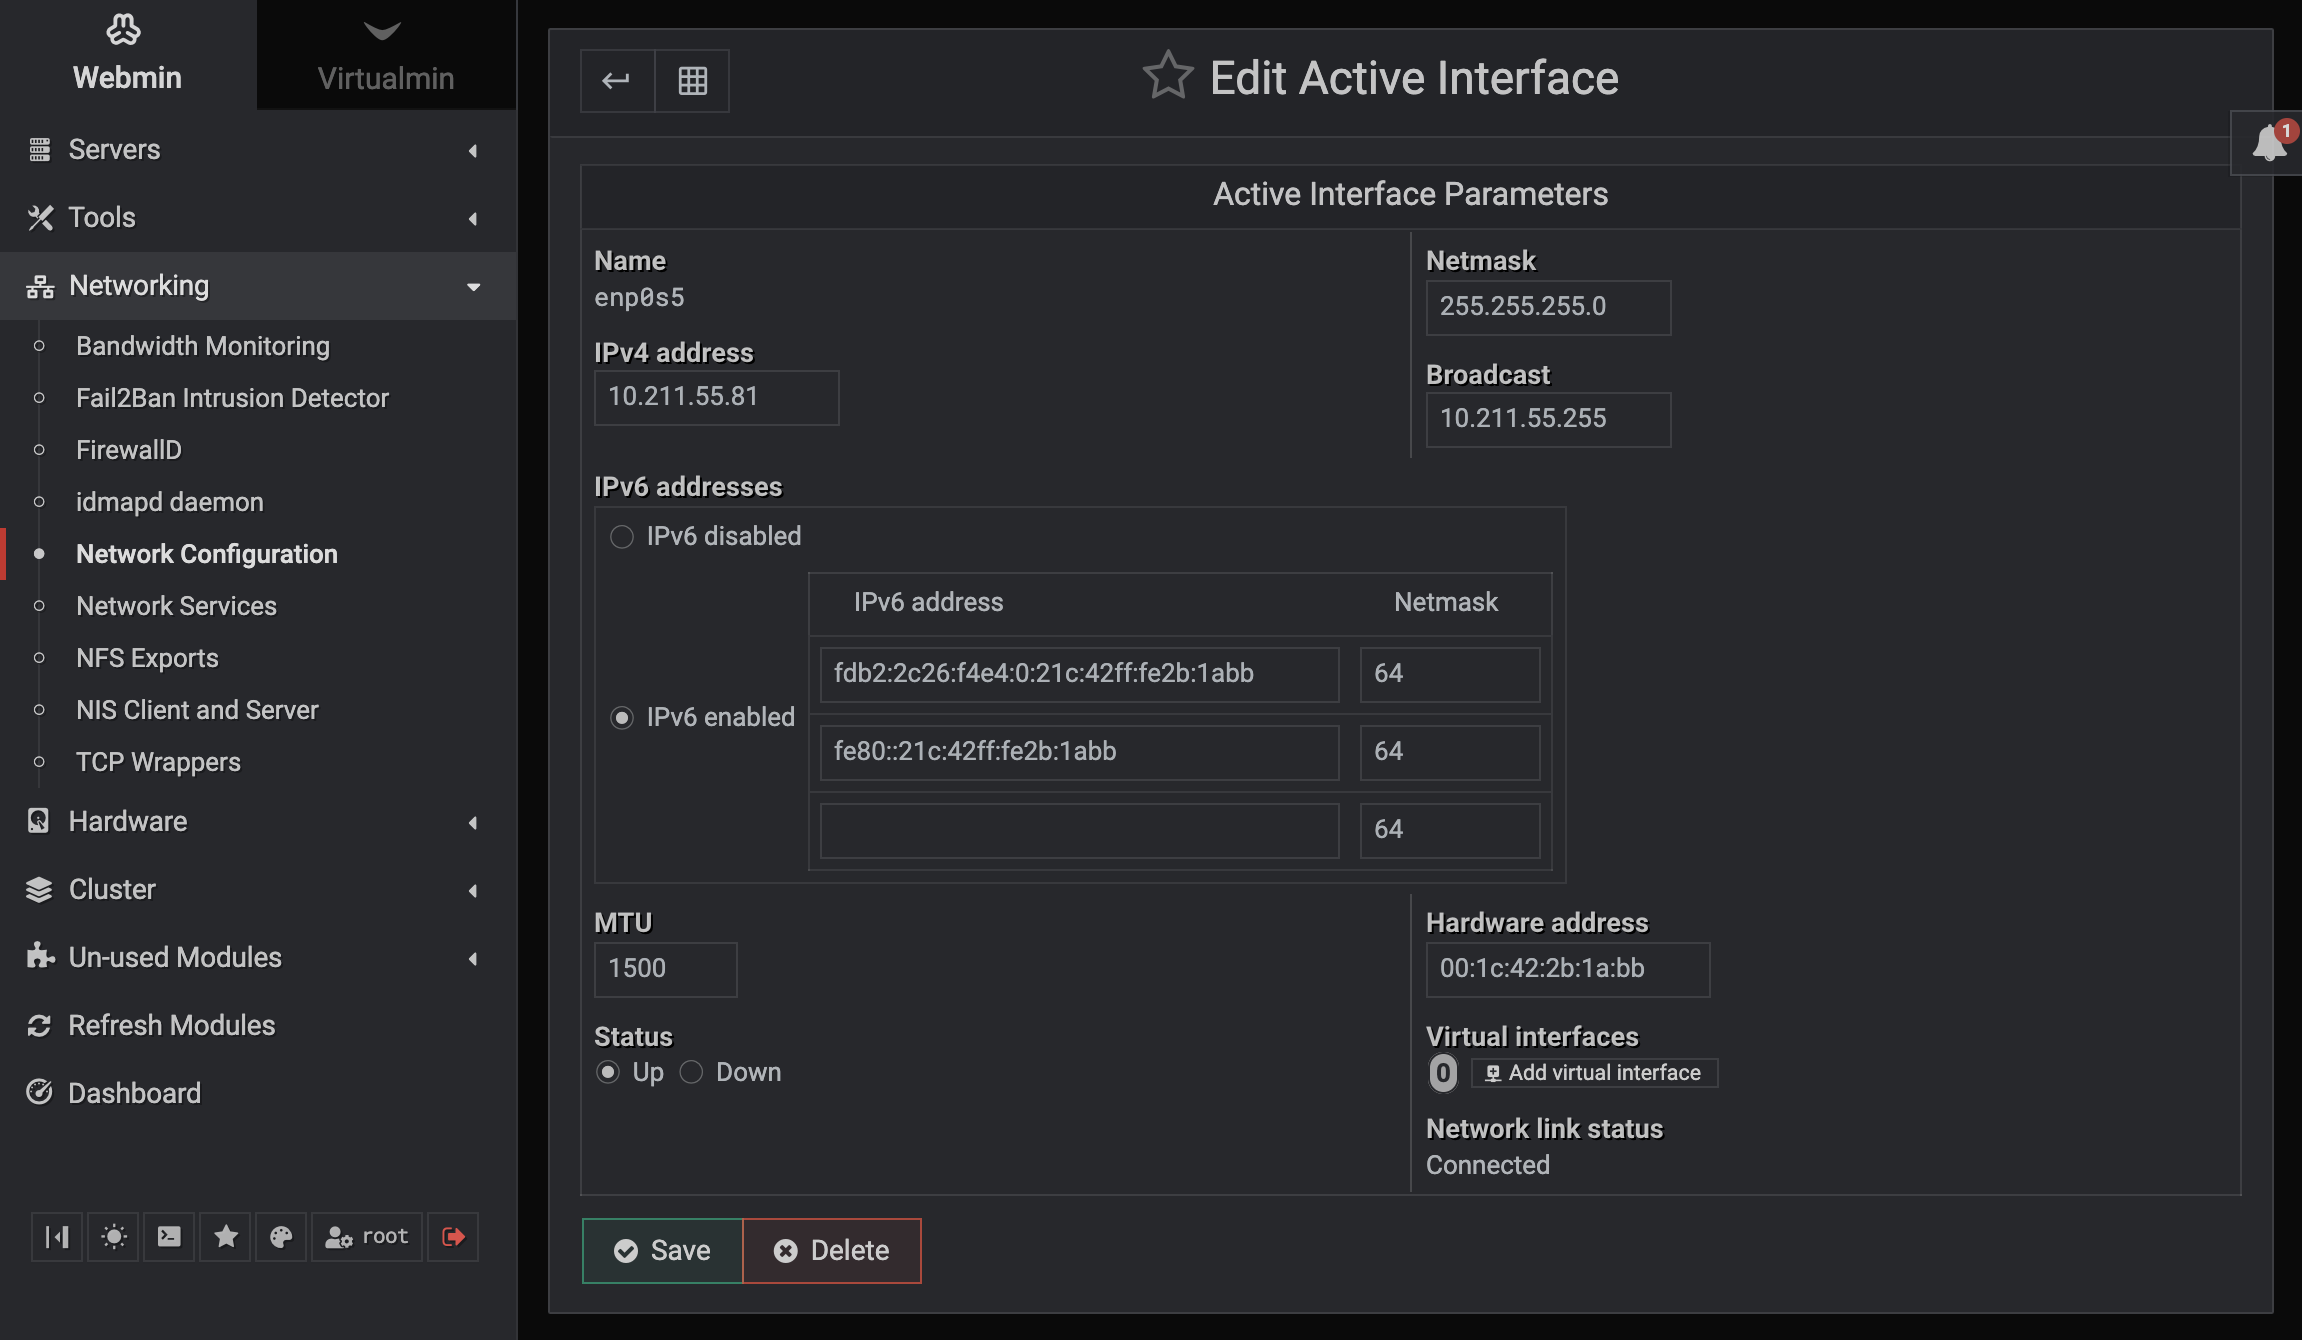 Webmin
Virtualmin
Servers
Tools
Networking
Bandwidth Monitoring
Fail2Ban Intrusion Detector
FirewallD
idmapd daemon
Network Configuration
Network Services
NFS Exports
NIS Client and Server
TCP Wrappers
Hardware
Cluster
Un-used Modules
Refresh Modules
Dashboard
root
Edit Active Interface
1
Active Interface Parameters
Name
enp0s5
Netmask
255.255.255.0
IPv4 address
10.211.55.81
Broadcast
10.211.55.255
IPv6 addresses
IPv6 disabled
IPv6 enabled
IPv6 address Netmask
fdb2:2c26:f4e4:0:21c:42ff:fe2b:1abb 64
fe80::21c:42ff:fe2b:1abb 64
64
MTU
1500
Hardware address
00:1c:42:2b:1a:bb
Status
Up Down
Virtual interfaces
0 Add virtual interface
Network link status
Connected
Save Delete